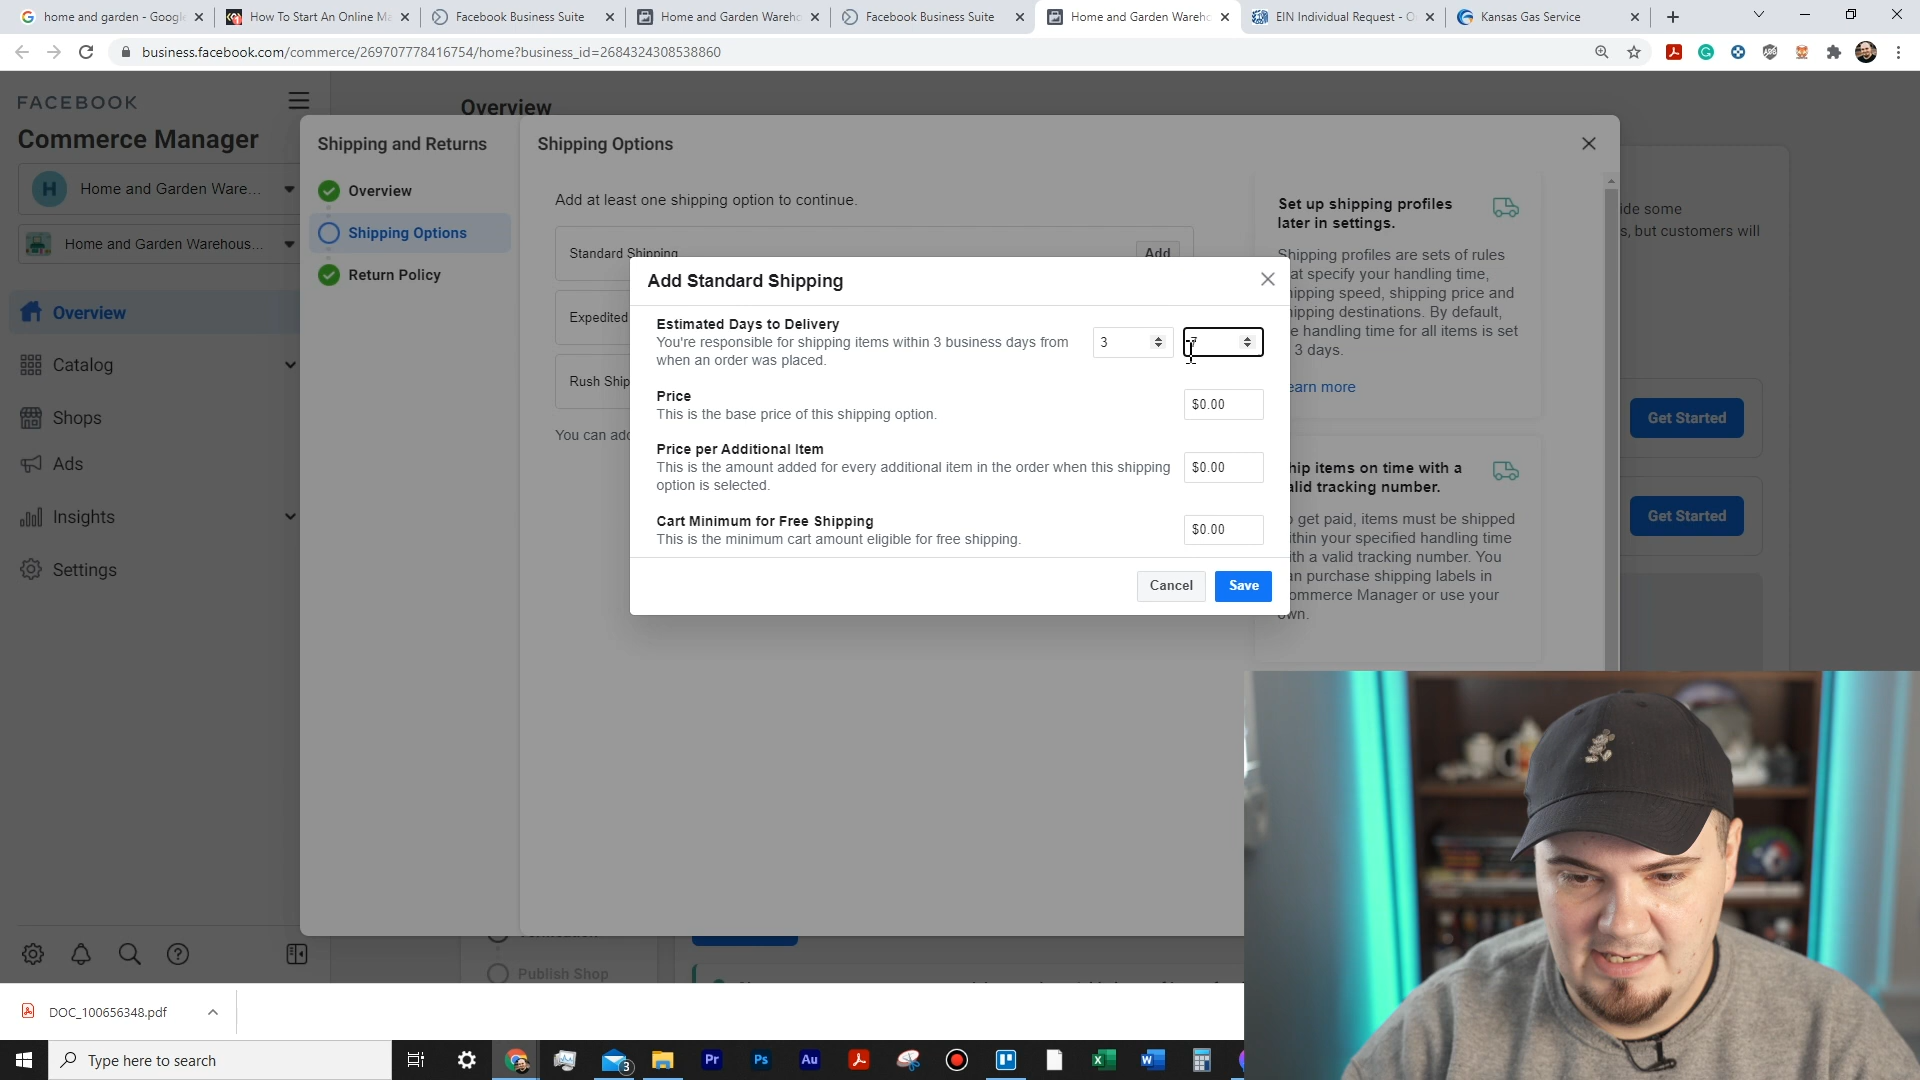 home and garden - Google
How To Start An Online Ma
Facebook Business Suite
Home and Garden Wareho
Facebook Business Suite
Home and Garden Wareho
EIN Individual Request - O
Kansas Gas Service
business.facebook.com/commerce/269707778416754/home?business_id=2684324308538860
FACEBOOK
Commerce Manager
H
Home and Garden Ware...
Home and Garden Warehous...
Overview
Catalog
Shops
Ads
Insights
Settings
Overview
Shipping and Returns
Overview
Shipping Options
Return Policy
Shipping Options
Add at least one shipping option to continue.
Standard Shipping
Add
Expedited
Rush Ship
You can add
Add Standard Shipping
Estimated Days to Delivery
You're responsible for shipping items within 3 business days from
when an order was placed.
3
7
Price
This is the base price of this shipping option.
$0.00
Price per Additional Item
This is the amount added for every additional item in the order when this shipping
option is selected.
$0.00
Cart Minimum for Free Shipping
This is the minimum cart amount eligible for free shipping.
$0.00
Cancel
Save
Set up shipping profiles
later in settings.
Shipping profiles are sets of rules
at specify your handling time,
ipping speed, shipping price and
ipping destinations. By default,
e handling time for all items is set
3 days.
earn more
hip items on time with a
alid tracking number.
get paid, items must be shipped
ithin your specified handling time
th a valid tracking number. You
n purchase shipping labels in
ommerce Manager or use your
wn.
ide some
s, but customers will
Get Started
Get Started
Publish Shop
DOC_100656348.pdf
Type here to search
3
Pr
Ps
Au